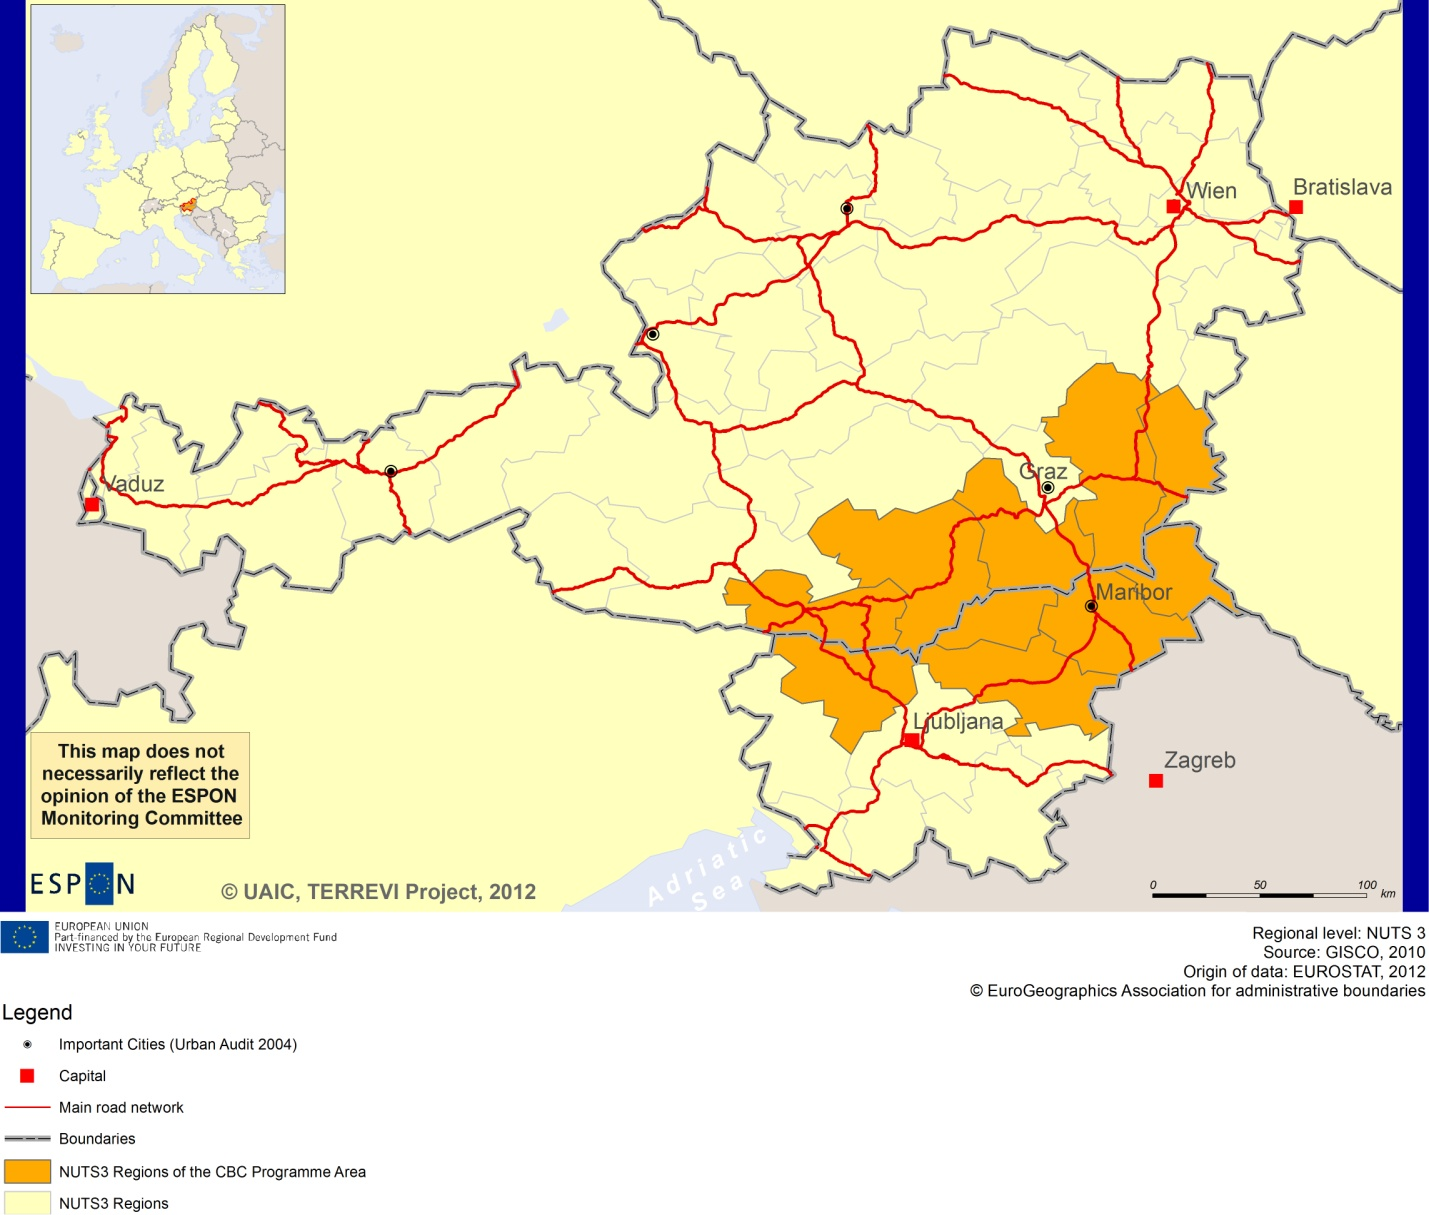 Wien
Bratislava
Vaduz
Graz
Maribor
Ljubljana
Zagreb
Adriatic
Sea
This map does not
necessarily reflect the
opinion of the ESPON
Monitoring Committee
ESPON
© UAIC, TERREVI Project, 2012
0 50 100
km
EUROPEAN UNION
Part-financed by the European Regional Development Fund
INVESTING IN YOUR FUTURE
Regional level: NUTS 3
Source: GISCO, 2010
Origin of data: EUROSTAT, 2012
© EuroGeographics Association for administrative boundaries
Legend
Important Cities (Urban Audit 2004)
Capital
Main road network
Boundaries
NUTS3 Regions of the CBC Programme Area
NUTS3 Regions